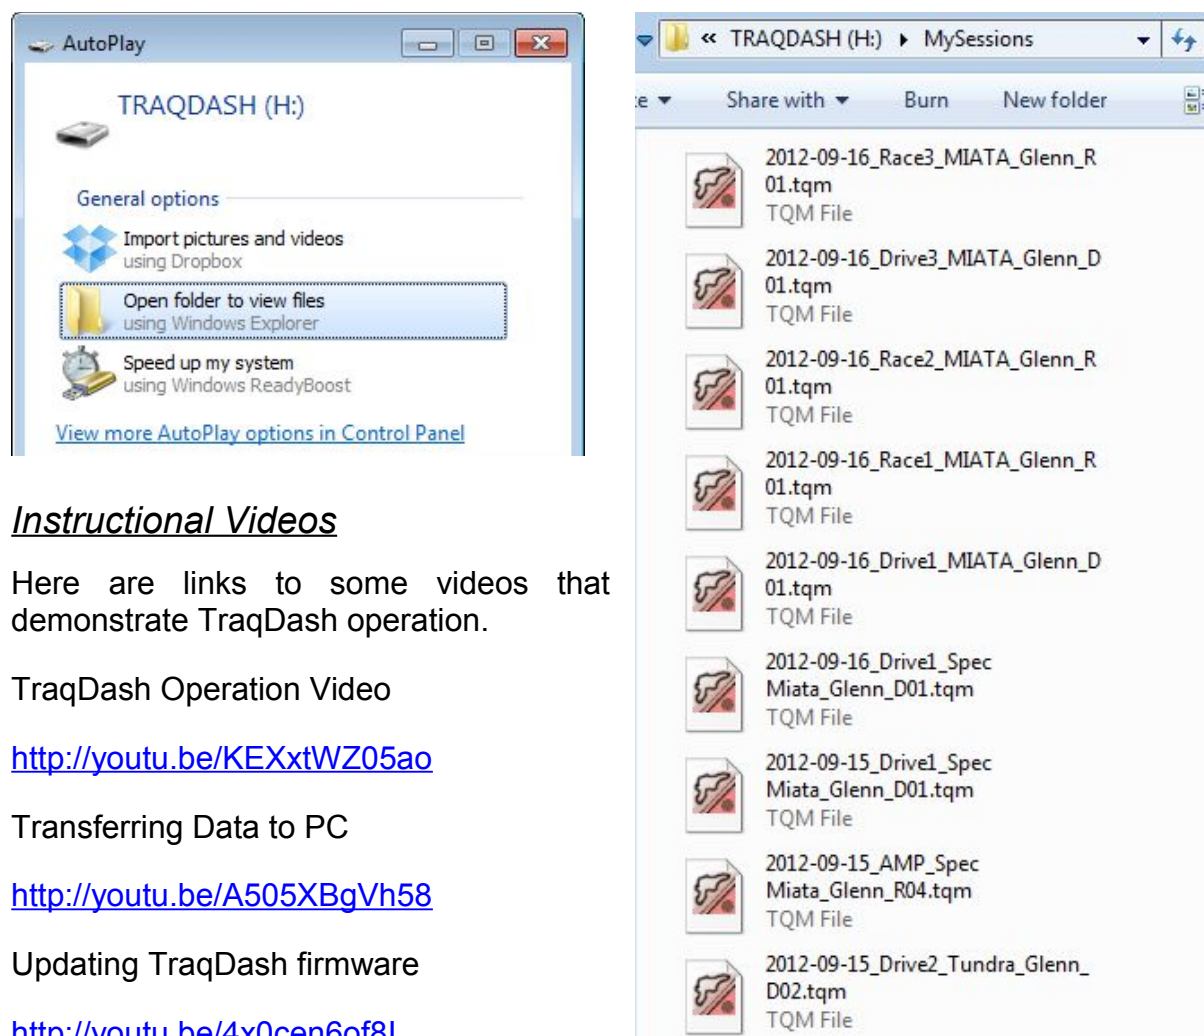 AutoPlay
TRAQDASH (H:)
General options
Import pictures and videos
using Dropbox
Open folder to view files
using Windows Explorer
Speed up my system
using Windows ReadyBoost
View more AutoPlay options in Control Panel
Instructional Videos
Here are links to some videos that
demonstrate TraqDash operation.
TraqDash Operation Video
http://youtu.be/KEXxtWZ05ao
Transferring Data to PC
http://youtu.be/A505XBgVh58
Updating TraqDash firmware
« TRAQDASH (H:) ▸ MySessions
Share with Burn New folder
2012-09-16_Race3_MIATA_Glenn_R
01.tqm
TQM File
2012-09-16_Drive3_MIATA_Glenn_D
01.tqm
TQM File
2012-09-16_Race2_MIATA_Glenn_R
01.tqm
TQM File
2012-09-16_Race1_MIATA_Glenn_R
01.tqm
TQM File
2012-09-16_Drive1_MIATA_Glenn_D
01.tqm
TQM File
2012-09-16_Drive1_Spec
Miata_Glenn_D01.tqm
TQM File
2012-09-15_Drive1_Spec
Miata_Glenn_D01.tqm
TQM File
2012-09-15_AMP_Spec
Miata_Glenn_R04.tqm
TQM File
2012-09-15_Drive2_Tundra_Glenn_
D02.tqm
TQM File